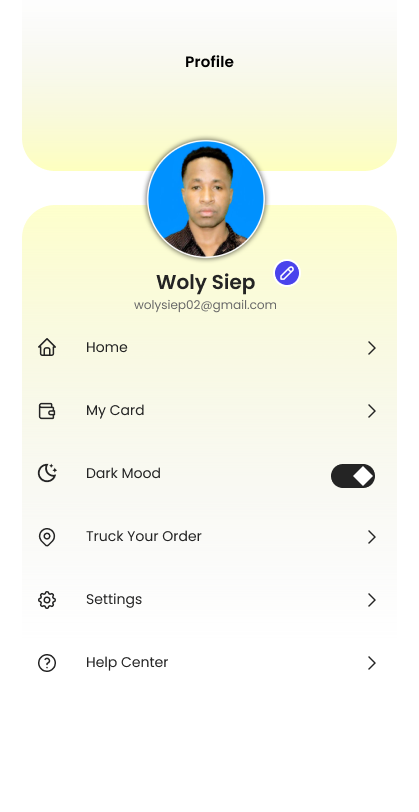 Profile
Woly Siep
wolysiep02@gmail.com
Home
My Card
Dark Mood
Truck Your Order
Settings
Help Center